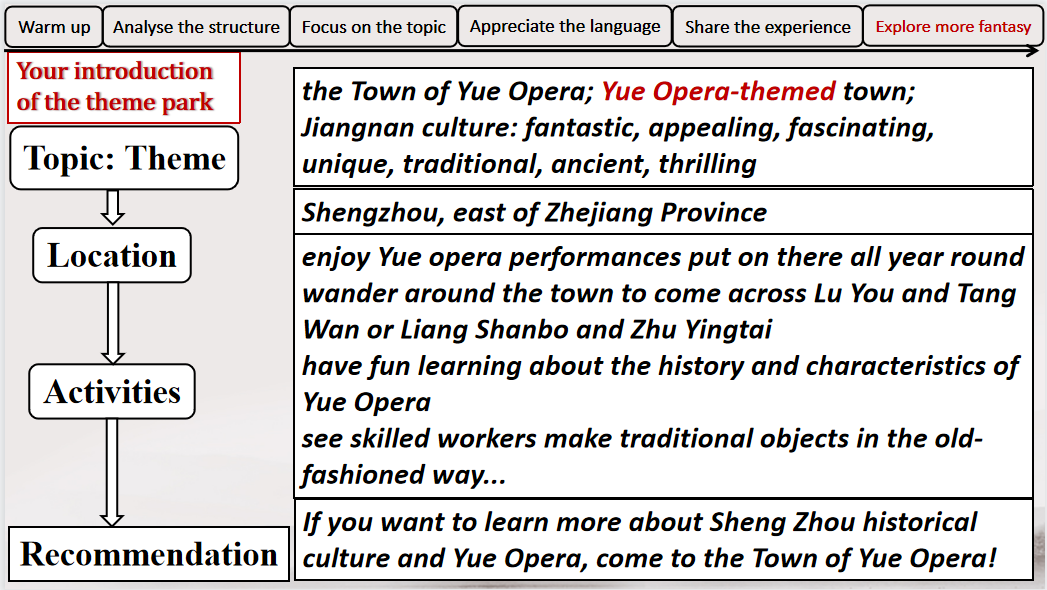 Warm up
Analyse the structure
Focus on the topic
Appreciate the language
Share the experience
Explore more fantasy
Your introduction
of the theme park
Topic: Theme
the Town of Yue Opera; Yue Opera-themed town;
Jiangnan culture: fantastic, appealing, fascinating,
unique, traditional, ancient, thrilling
Location
Shengzhou, east of Zhejiang Province
Activities
enjoy Yue opera performances put on there all year round
wander around the town to come across Lu You and Tang
Wan or Liang Shanbo and Zhu Yingtai
have fun learning about the history and characteristics of
Yue Opera
see skilled workers make traditional objects in the old-
fashioned way...
Recommendation
If you want to learn more about Sheng Zhou historical
culture and Yue Opera, come to the Town of Yue Opera!